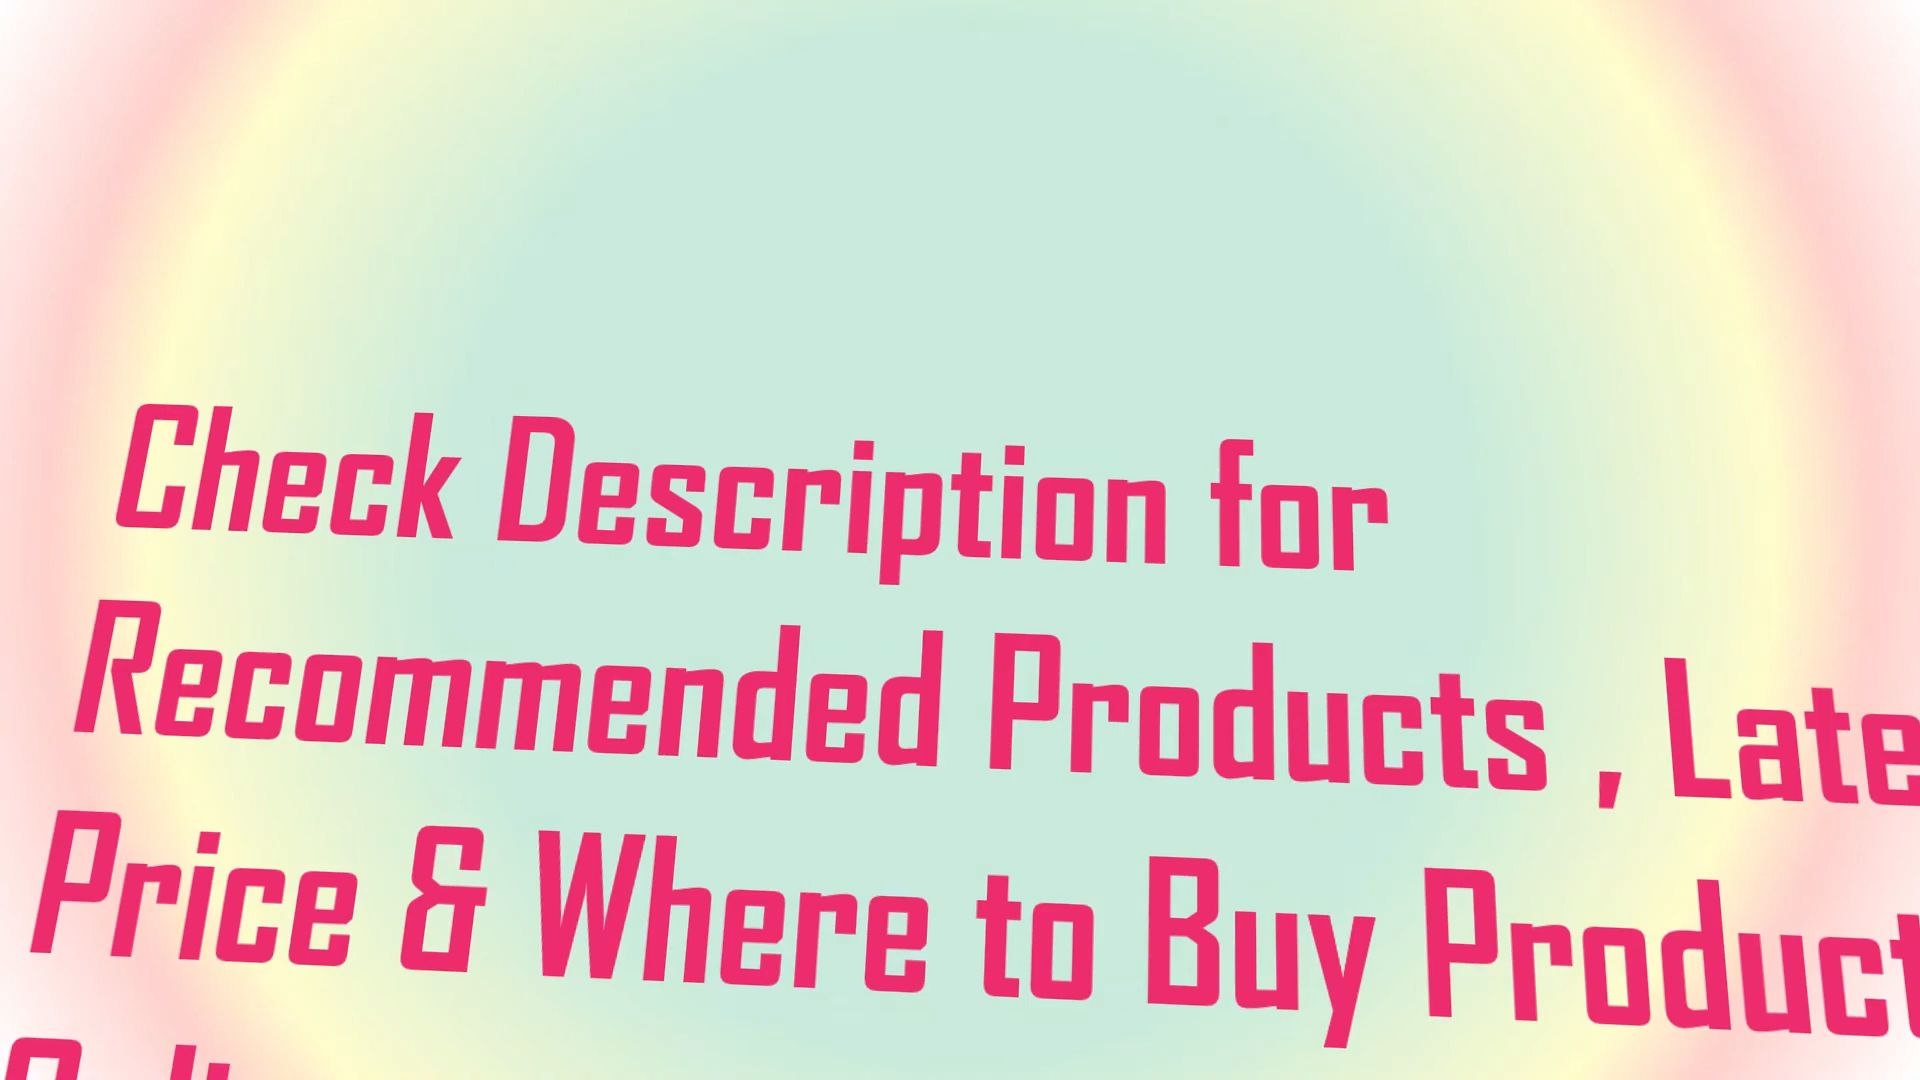 Check Description for
Recommended Products , Late
Price & Where to Buy Product